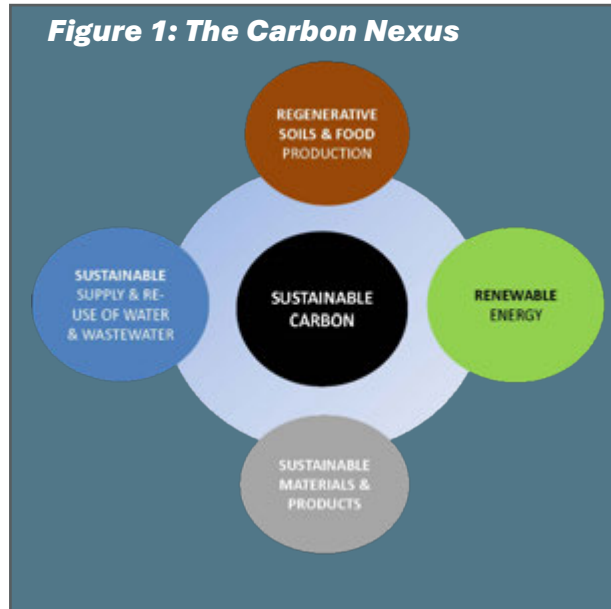 Figure 1: The Carbon Nexus
REGENERATIVE
SOILS & FOOD
PRODUCTION
SUSTAINABLE
SUPPLY & RE-
USE OF WATER
& WASTEWATER
SUSTAINABLE
CARBON
RENEWABLE
ENERGY
SUSTAINABLE
MATERIALS &
PRODUCTS